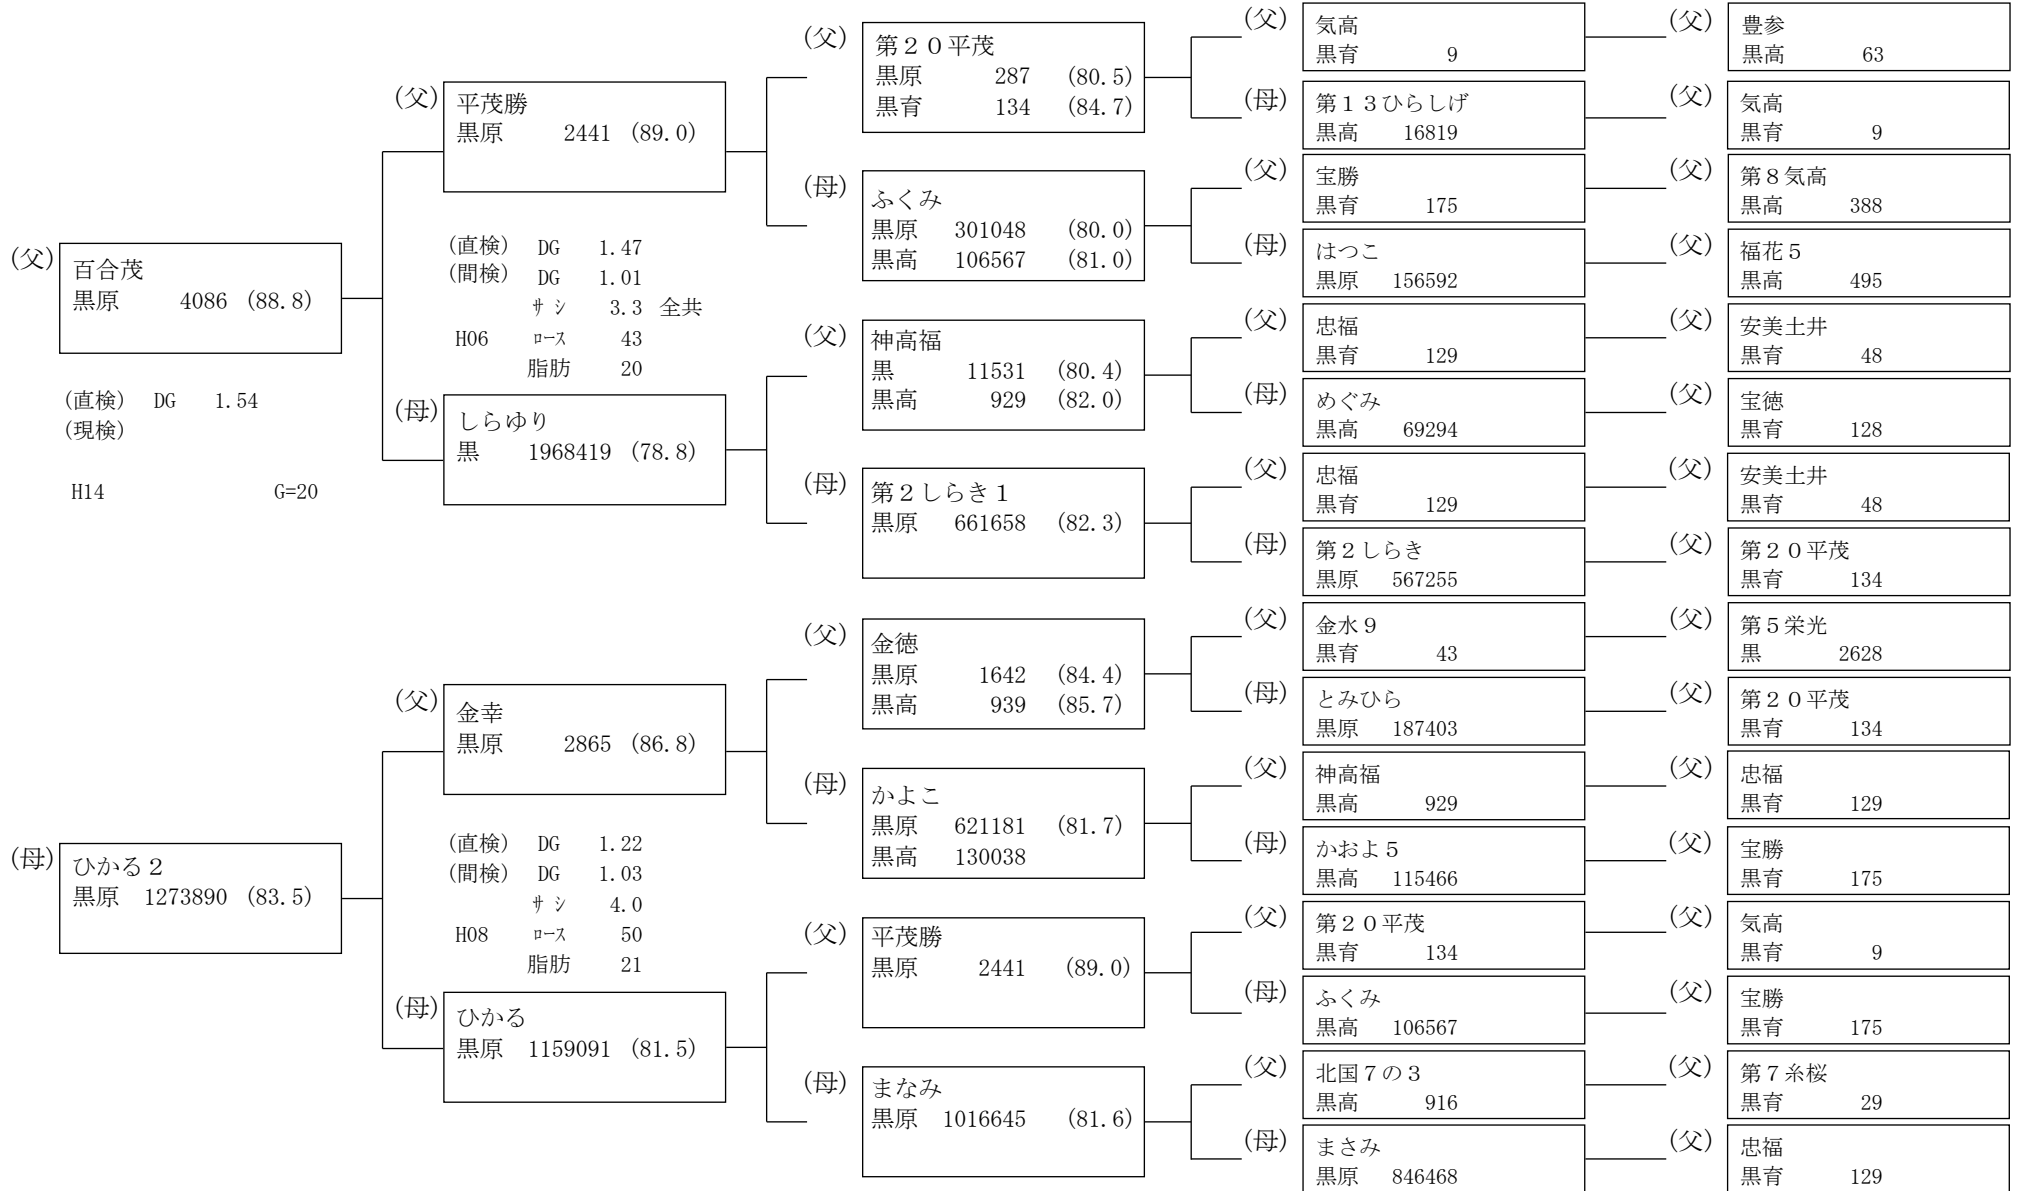 (父)
百合茂
黒原 4086 (88.8)
(直検) DG 1.54
(現検)
H14 G=20
(母)
ひかる２
黒原 1273890 (83.5)
(父)
平茂勝
黒原 2441 (89.0)
(直検) DG 1.47
(間検) DG 1.01
ｻｼ 3.3 全共
H06 ﾛｰｽ 43
脂肪 20
(母)
しらゆり
黒 1968419 (78.8)
(父)
金幸
黒原 2865 (86.8)
(直検) DG 1.22
(間検) DG 1.03
ｻｼ 4.0
H08 ﾛｰｽ 50
脂肪 21
(母)
ひかる
黒原 1159091 (81.5)
(父)
第２０平茂
黒原 287 (80.5)
黒育 134 (84.7)
(母)
ふくみ
黒原 301048 (80.0)
黒高 106567 (81.0)
(父)
神高福
黒 11531 (80.4)
黒高 929 (82.0)
(母)
第２しらき１
黒原 661658 (82.3)
(父)
金徳
黒原 1642 (84.4)
黒高 939 (85.7)
(母)
かよこ
黒原 621181 (81.7)
黒高 130038
(父)
平茂勝
黒原 2441 (89.0)
(母)
まなみ
黒原 1016645 (81.6)
(父)
気高
黒育 9
(母)
第１３ひらしげ
黒高 16819
(父)
宝勝
黒育 175
(母)
はつこ
黒原 156592
(父)
忠福
黒育 129
(母)
めぐみ
黒高 69294
(父)
忠福
黒育 129
(母)
第２しらき
黒原 567255
(父)
金水９
黒育 43
(母)
とみひら
黒原 187403
(父)
神高福
黒高 929
(母)
かおよ５
黒高 115466
(父)
第２０平茂
黒育 134
(母)
ふくみ
黒高 106567
(父)
北国７の３
黒高 916
(母)
まさみ
黒原 846468
(父)
豊参
黒高 63
(父)
気高
黒育 9
(父)
第８気高
黒高 388
(父)
福花５
黒高 495
(父)
安美土井
黒育 48
(父)
宝徳
黒育 128
(父)
安美土井
黒育 48
(父)
第２０平茂
黒育 134
(父)
第５栄光
黒 2628
(父)
第２０平茂
黒育 134
(父)
忠福
黒育 129
(父)
宝勝
黒育 175
(父)
気高
黒育 9
(父)
宝勝
黒育 175
(父)
第７糸桜
黒育 29
(父)
忠福
黒育 129